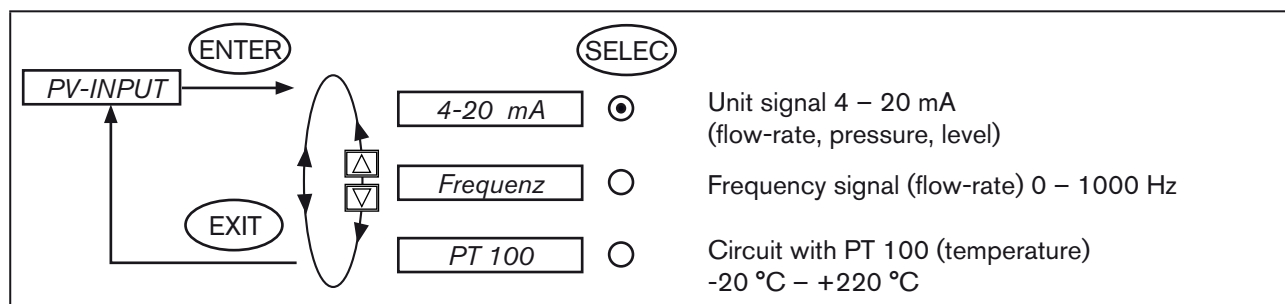 ENTER
SELEC
PV-INPUT
4-20 mA
Unit signal 4 – 20 mA
(flow-rate, pressure, level)
Frequenz
Frequency signal (flow-rate) 0 – 1000 Hz
EXIT
PT 100
Circuit with PT 100 (temperature)
-20 °C – +220 °C